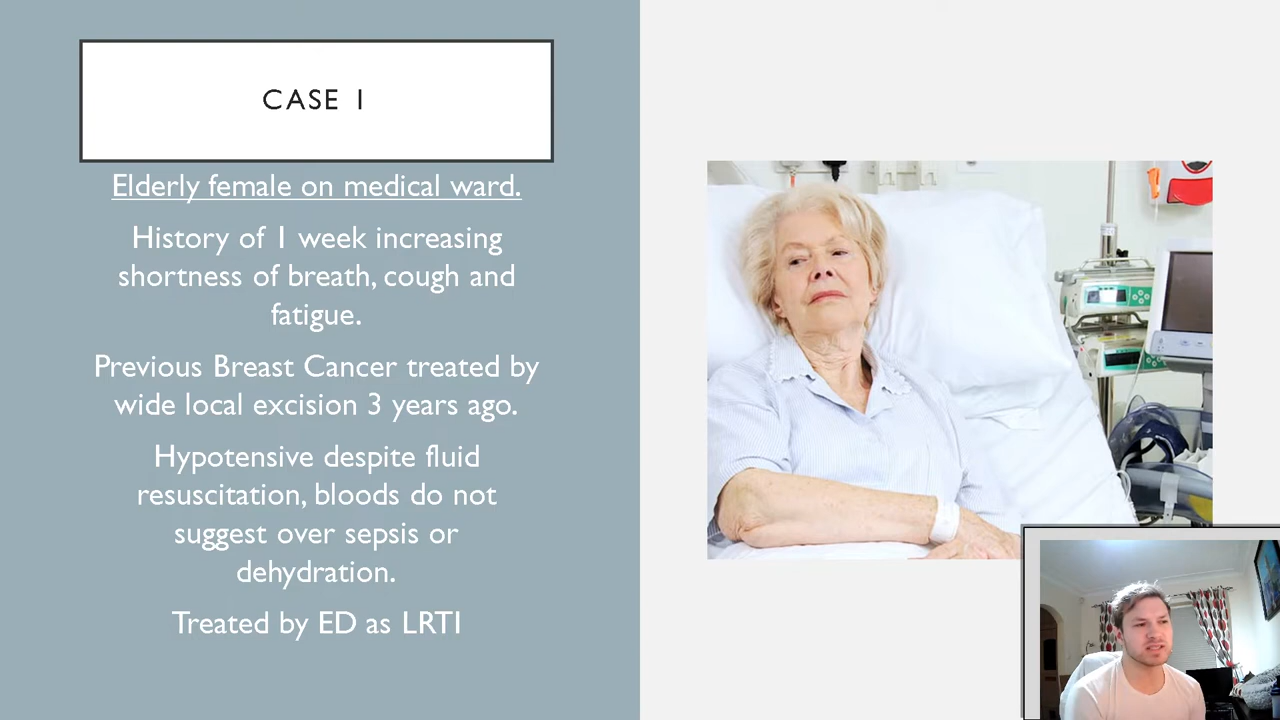 CASE 1
Elderly female on medical ward.
History of 1 week increasing
shortness of breath, cough and
fatigue.
Previous Breast Cancer treated by
wide local excision 3 years ago.
Hypotensive despite fluid
resuscitation, bloods do not
suggest over sepsis or
dehydration.
Treated by ED as LRTI